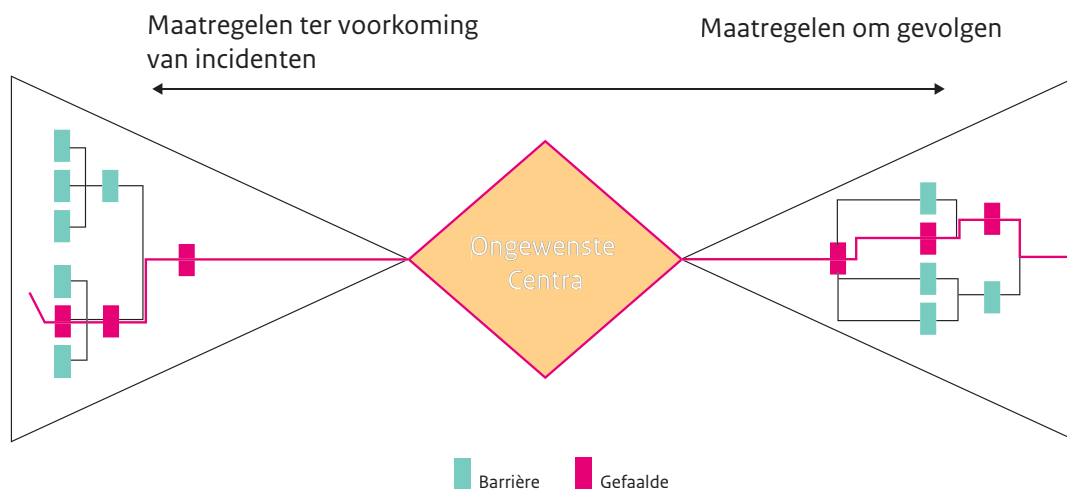 Maatregelen ter voorkoming
van incidenten
Maatregelen om gevolgen
Ongewenste
Centra
Barrière
Gefaalde